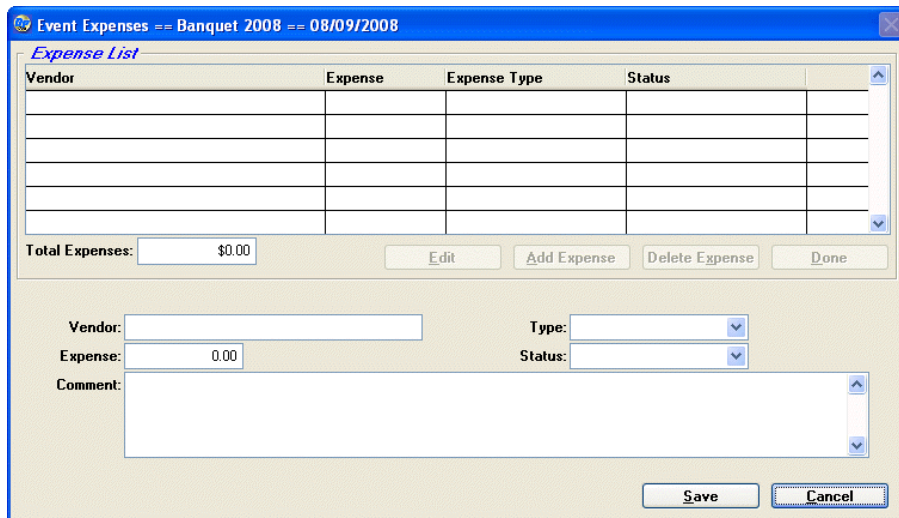 Event Expenses == Banquet 2008 == 08/09/2008
Expense List
Vendor Expense Expense Type Status
Total Expenses: $0.00 Edit Add Expense Delete Expense Done
Vendor: Type:
Expense: 0.00 Status:
Comment:
Save Cancel